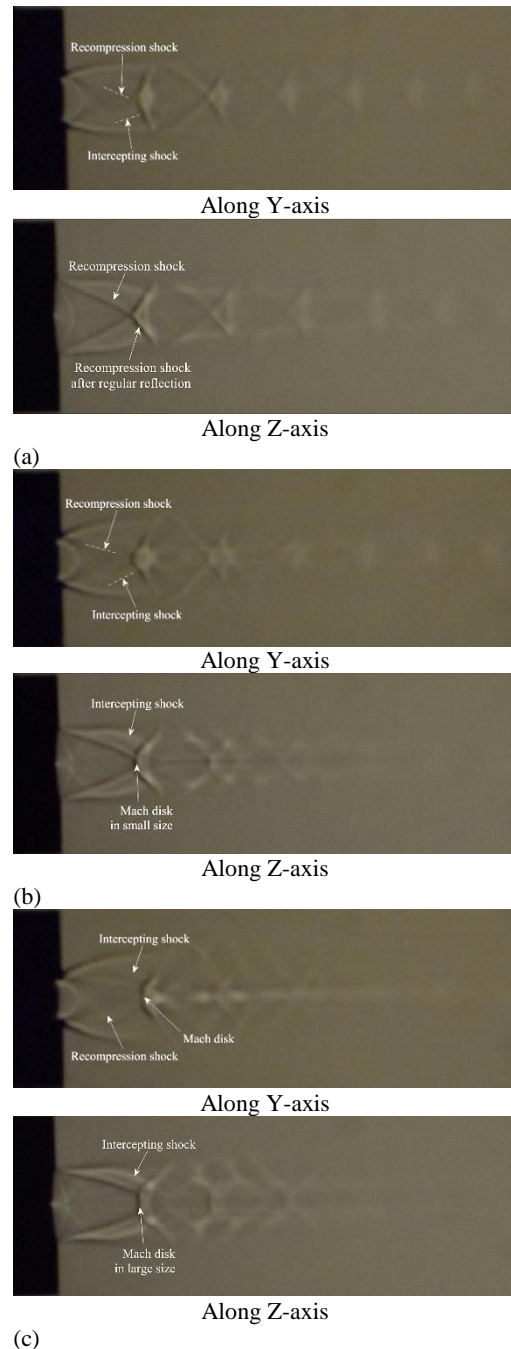 Recompression shock
Intercepting shock
Along Y-axis
Recompression shock
Recompression shock
after regular reflection
Along Z-axis
(a)
Recompression shock
Intercepting shock
Along Y-axis
Intercepting shock
Mach disk
in small size
Along Z-axis
(b)
Intercepting shock
Mach disk
Recompression shock
Along Y-axis
Intercepting shock
Mach disk
in large size
Along Z-axis
(c)